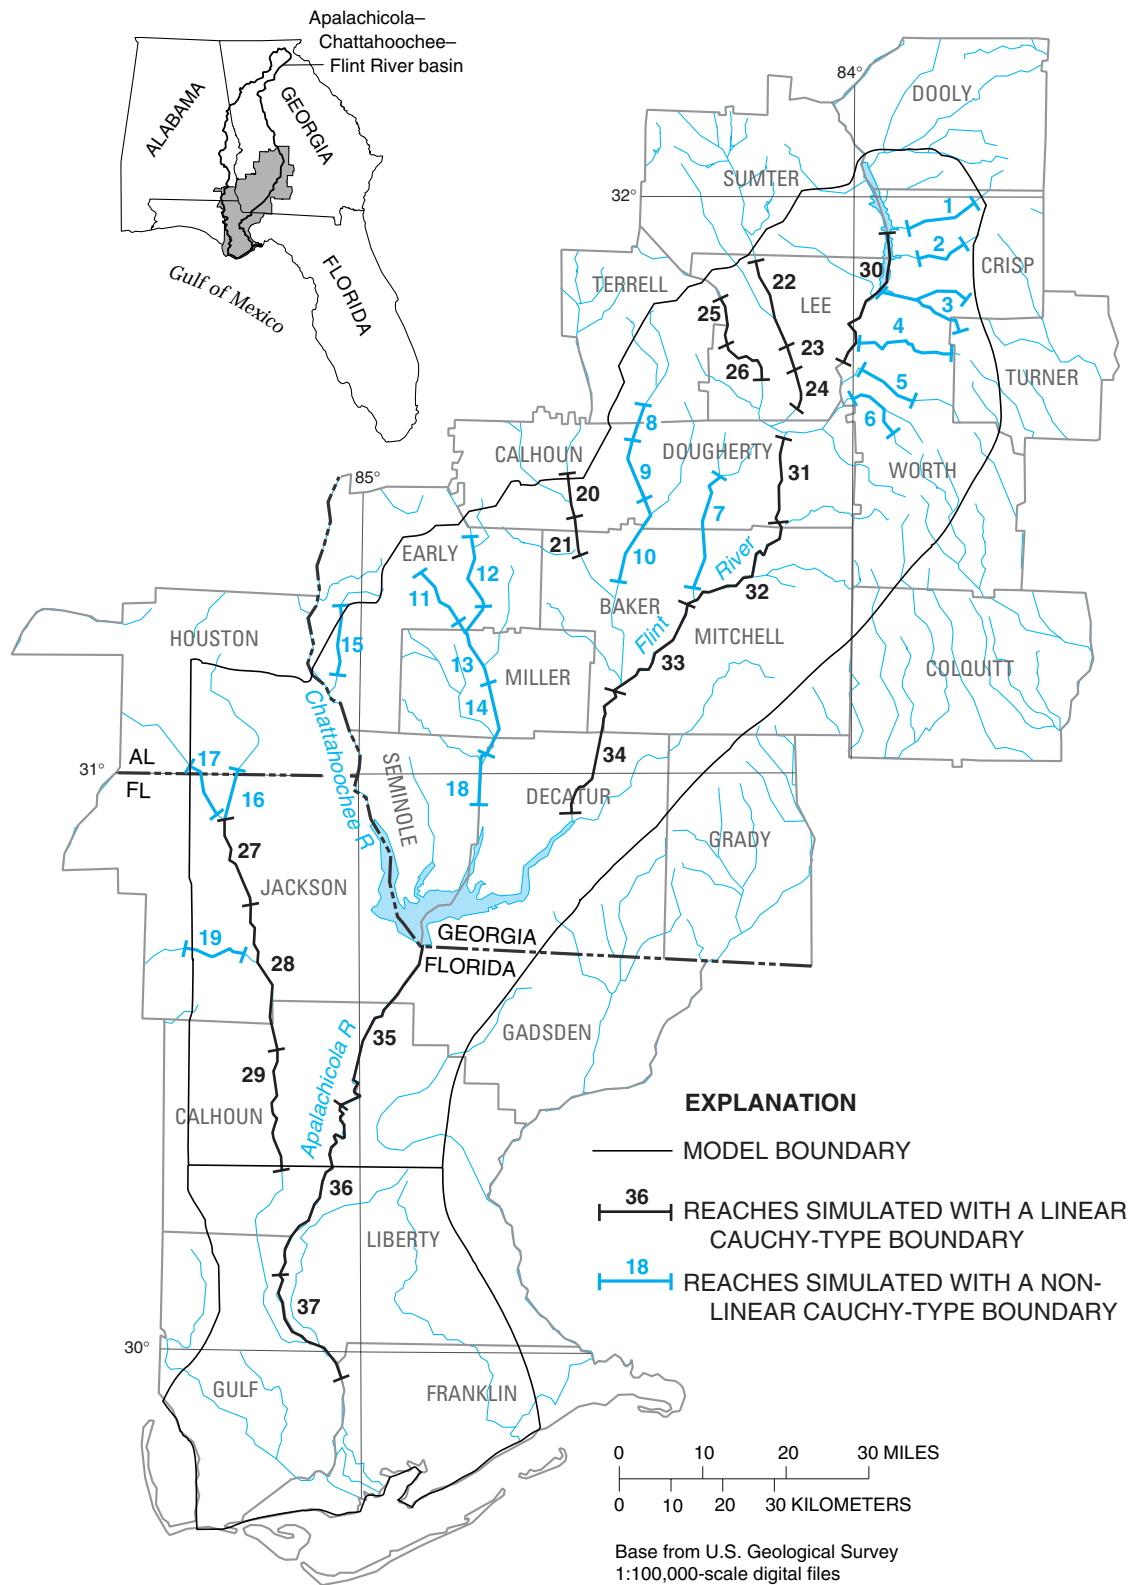 Apalachicola–
Chattahoochee–
Flint River basin
ALABAMA
GEORGIA
FLORIDA
Gulf of Mexico
84°
DOOLY
SUMTER
32°
1
2
30
CRISP
TERRELL
22
LEE
25
3
4
23
26
24
5
TURNER
6
8
CALHOUN
DOUGHERTY
31
WORTH
85°
20
9
7
21
EARLY
10
River
12
11
32
BAKER
Flint
MITCHELL
HOUSTON
15
33
13
MILLER
COLQUITT
14
Chattahoochee R
17
AL
31°
FL
16
SEMINOLE
18
34
DECATUR
GRADY
27
JACKSON
19
GEORGIA
FLORIDA
28
GADSDEN
35
Apalachicola R
29
CALHOUN
36
LIBERTY
37
30°
GULF
FRANKLIN
EXPLANATION
MODEL BOUNDARY
36
REACHES SIMULATED WITH A LINEAR
CAUCHY-TYPE BOUNDARY
18
REACHES SIMULATED WITH A NON-
LINEAR CAUCHY-TYPE BOUNDARY
0 10 20 30 MILES
0 10 20 30 KILOMETERS
Base from U.S. Geological Survey
1:100,000-scale digital files